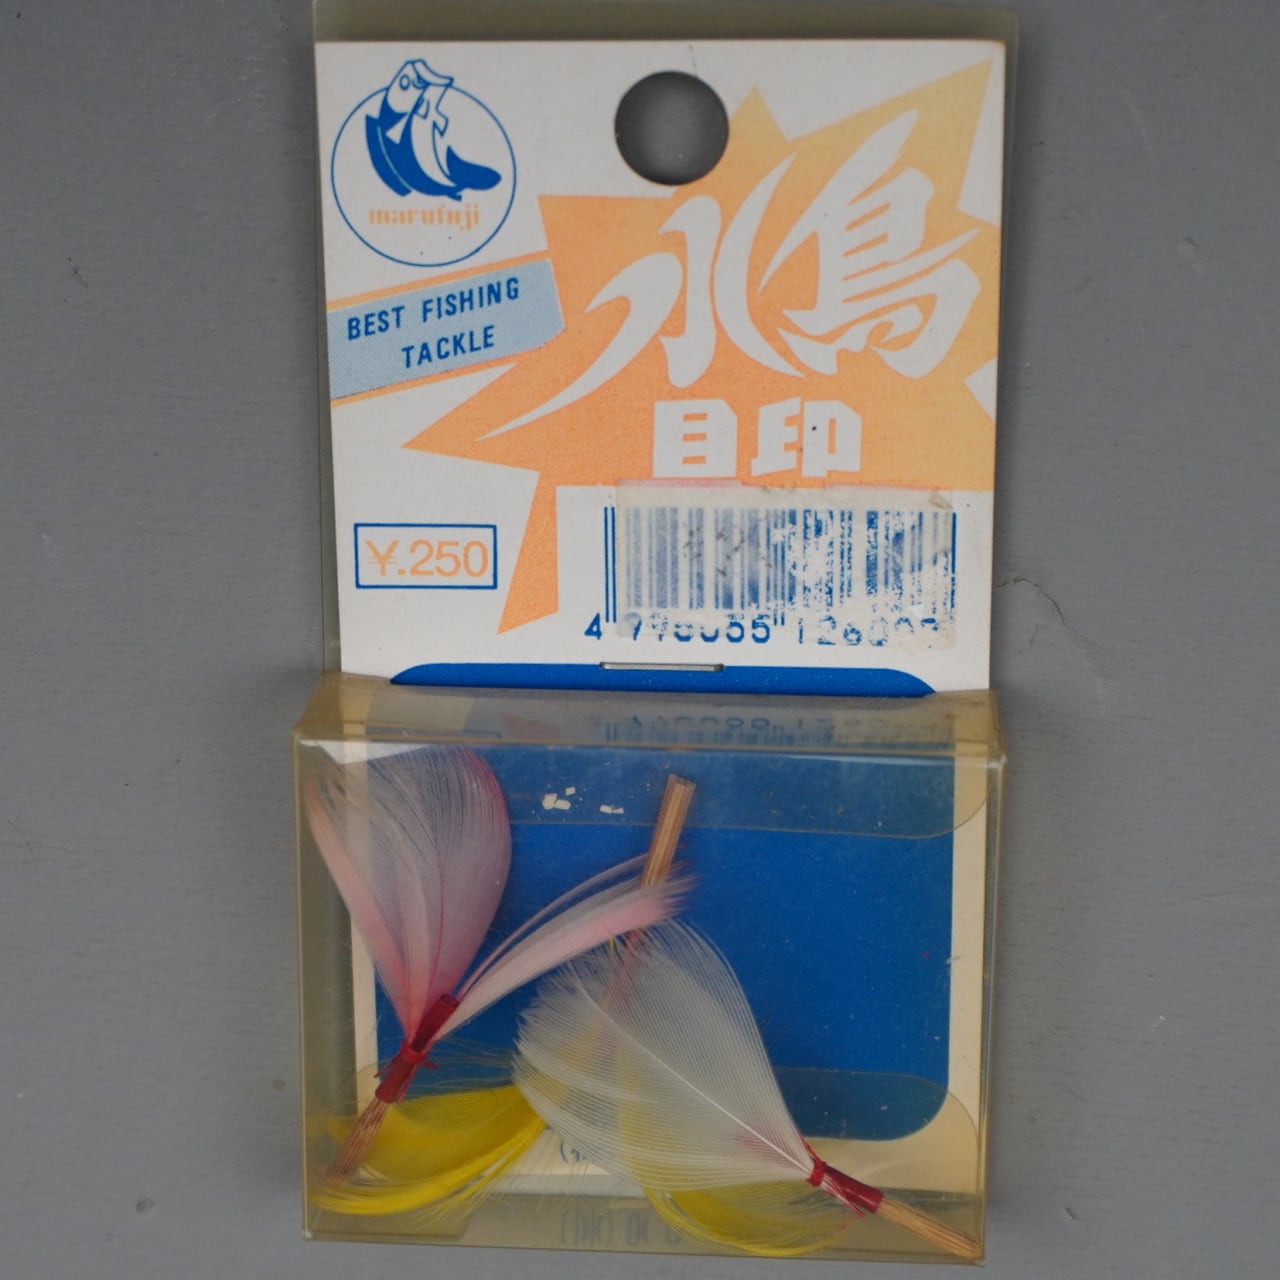 marufuji
BEST FISHING
TACKLE
水鳥
目印
¥.250